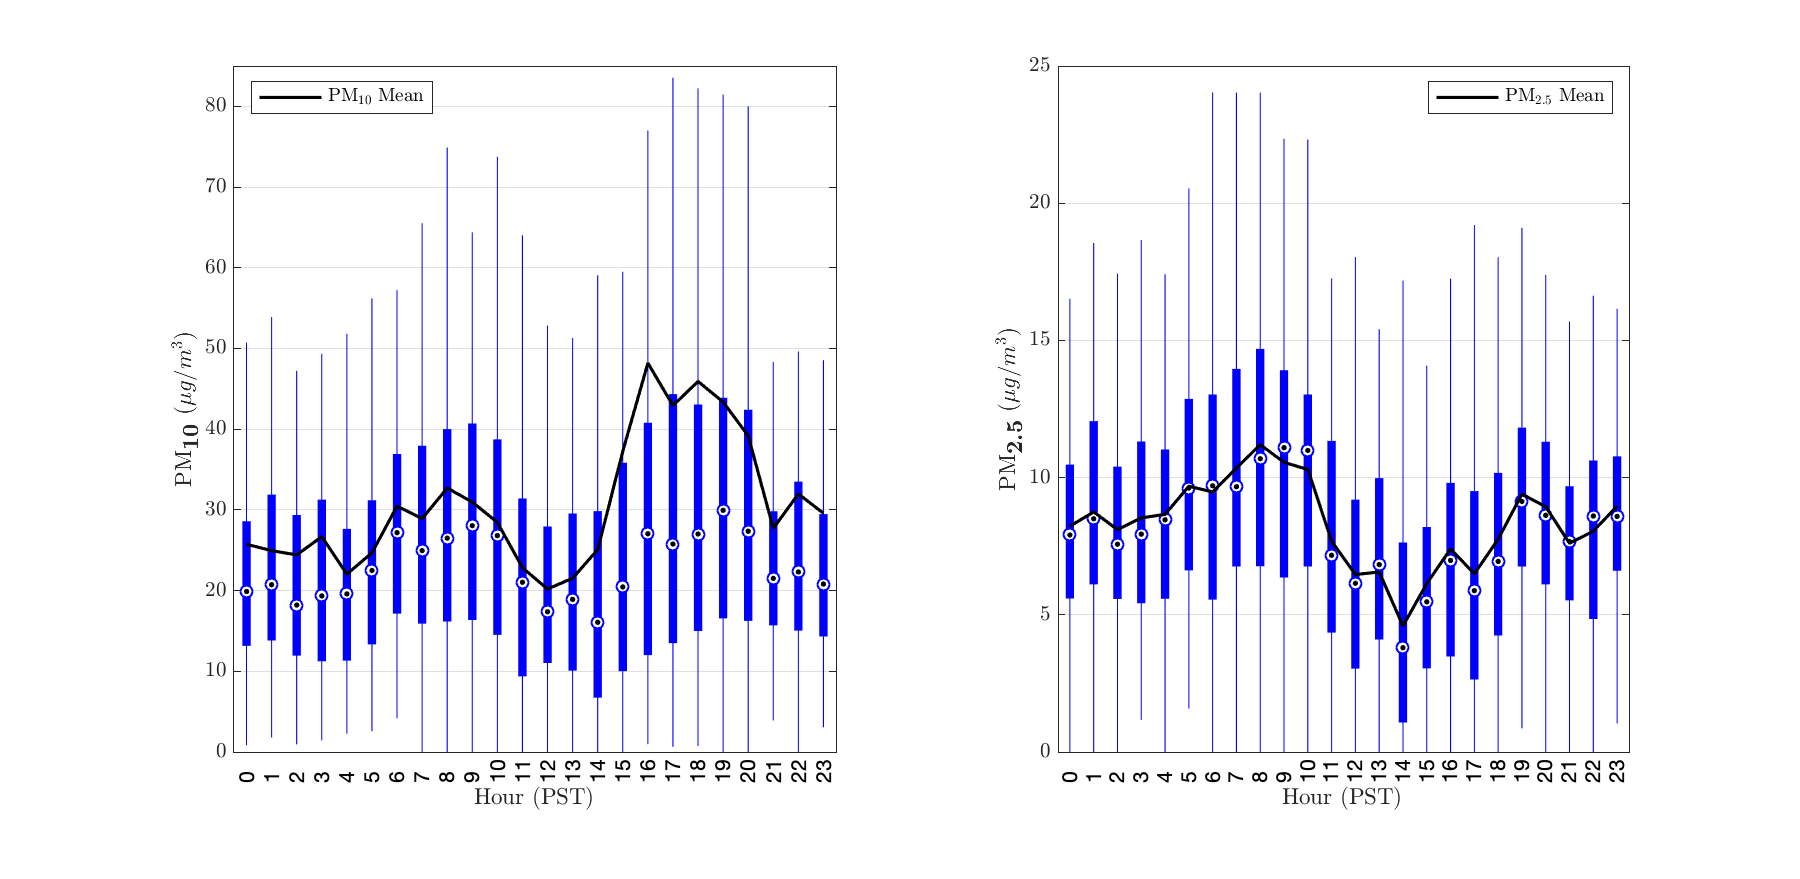 PM10 Mean
80
70
60
50
40
30
20
10
0
PM10 (μg/m3)
0 1 2 3 4 5 6 7 8 9 10 11 12 13 14 15 16 17 18 19 20 21 22 23
Hour (PST)
PM2.5 Mean
25
20
15
10
5
0
PM2.5 (μg/m3)
0 1 2 3 4 5 6 7 8 9 10 11 12 13 14 15 16 17 18 19 20 21 22 23
Hour (PST)